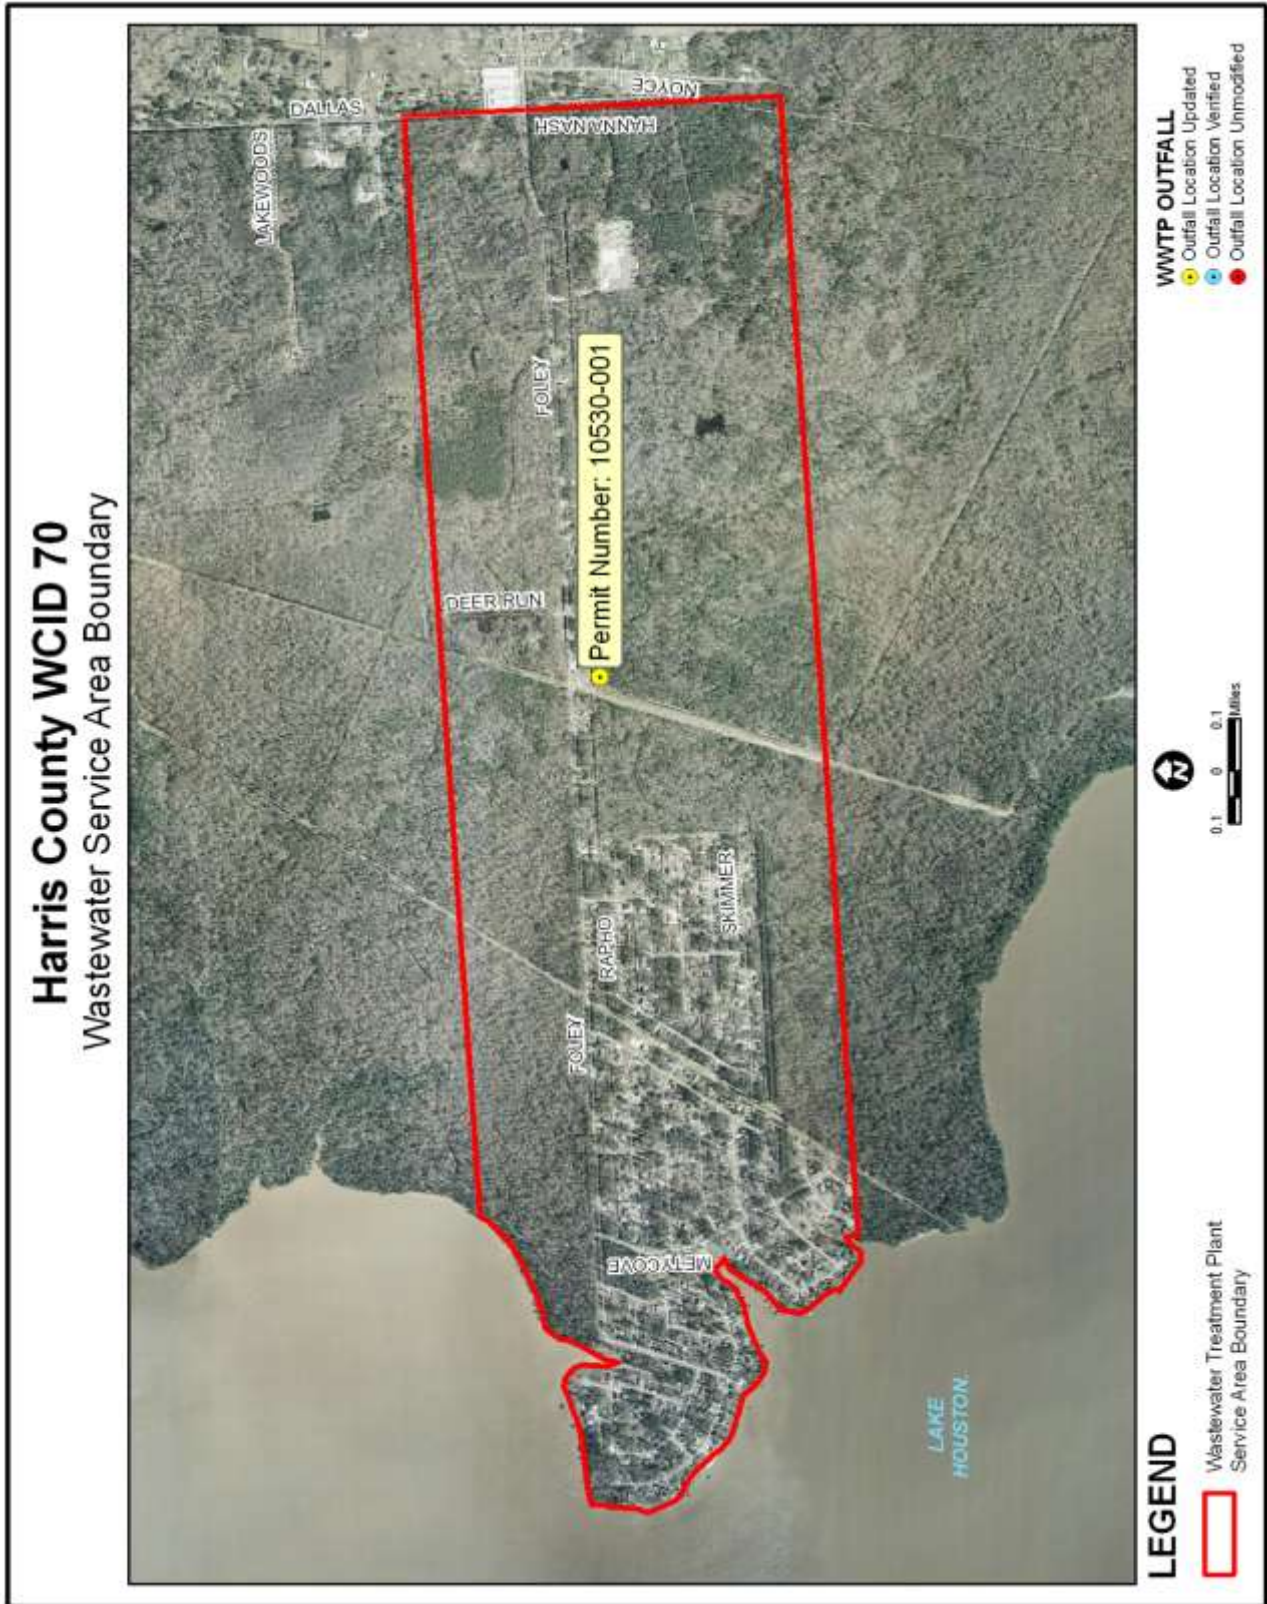 Harris County WCID 70
Wastewater Service Area Boundary
DALLAS
LAKEWOODS
NOYCE
HANNA NASH
FOLEY
DEER RUN
Permit Number: 10530-001
RAPHO
SKIMMER
FOLEY
METYCOVE
LAKE
HOUSTON
LEGEND
Wastewater Treatment Plant
Service Area Boundary
N
0.1 0 0.1
Miles
WWTP OUTFALL
Outfall Location Updated
Outfall Location Verified
Outfall Location Unmodified